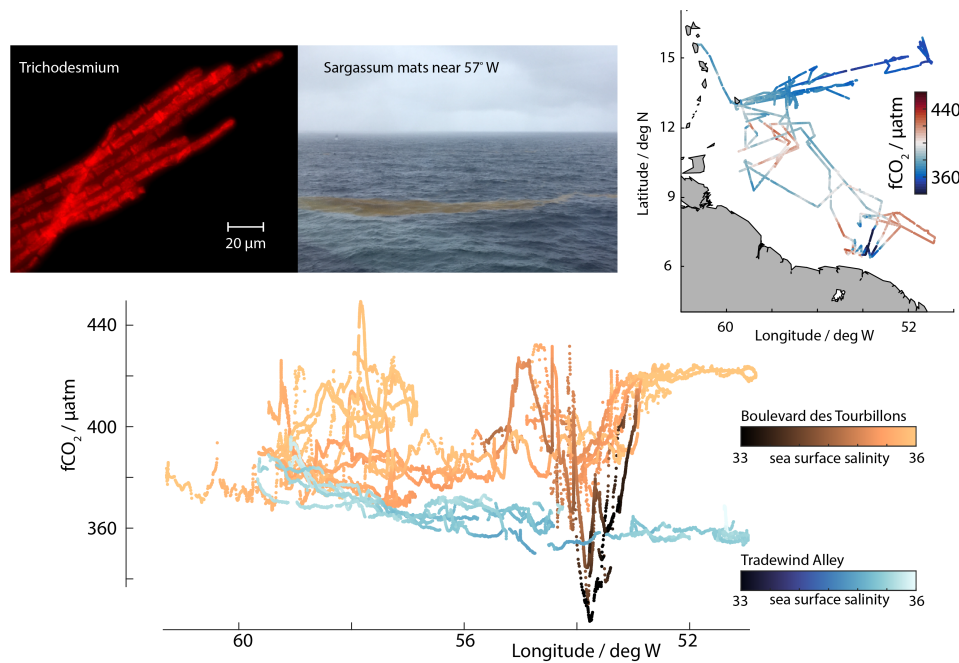 Trichodesmium
20 µm
Sargassum mats near 57° W
15
12
9
6
Latitude / deg N
60
52
Longitude / deg W
fCO₂ / µatm
440
360
440
400
360
fCO₂ / µatm
60
56
52
Longitude / deg W
Boulevard des Tourbillons
33 sea surface salinity 36
Tradewind Alley
33 sea surface salinity 36